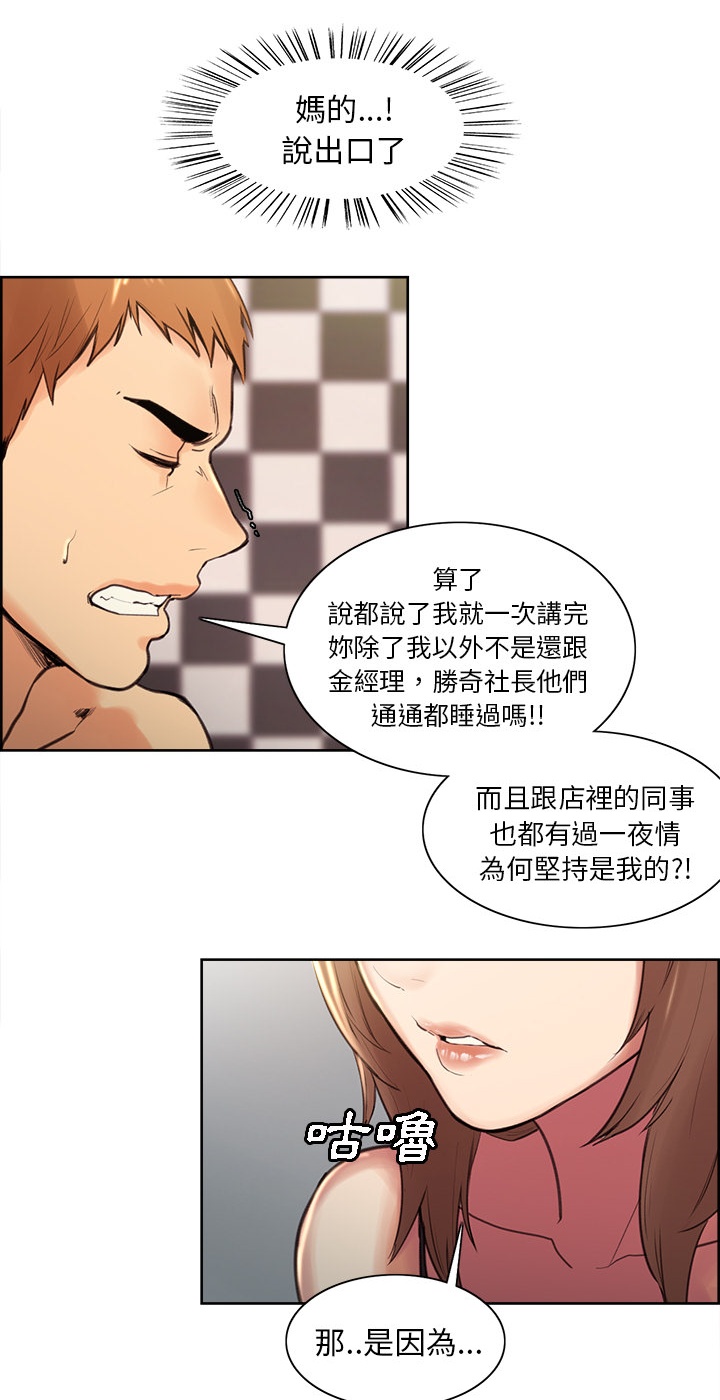 媽的...!
說出口了
算了
說都說了我就一次講完
妳除了我以外不是還跟
金經理，勝奇社長他們
通通都睡過嗎!!
而且跟店裡的同事
也都有過一夜情
為何堅持是我的?!
咕嚕
那..是因為...